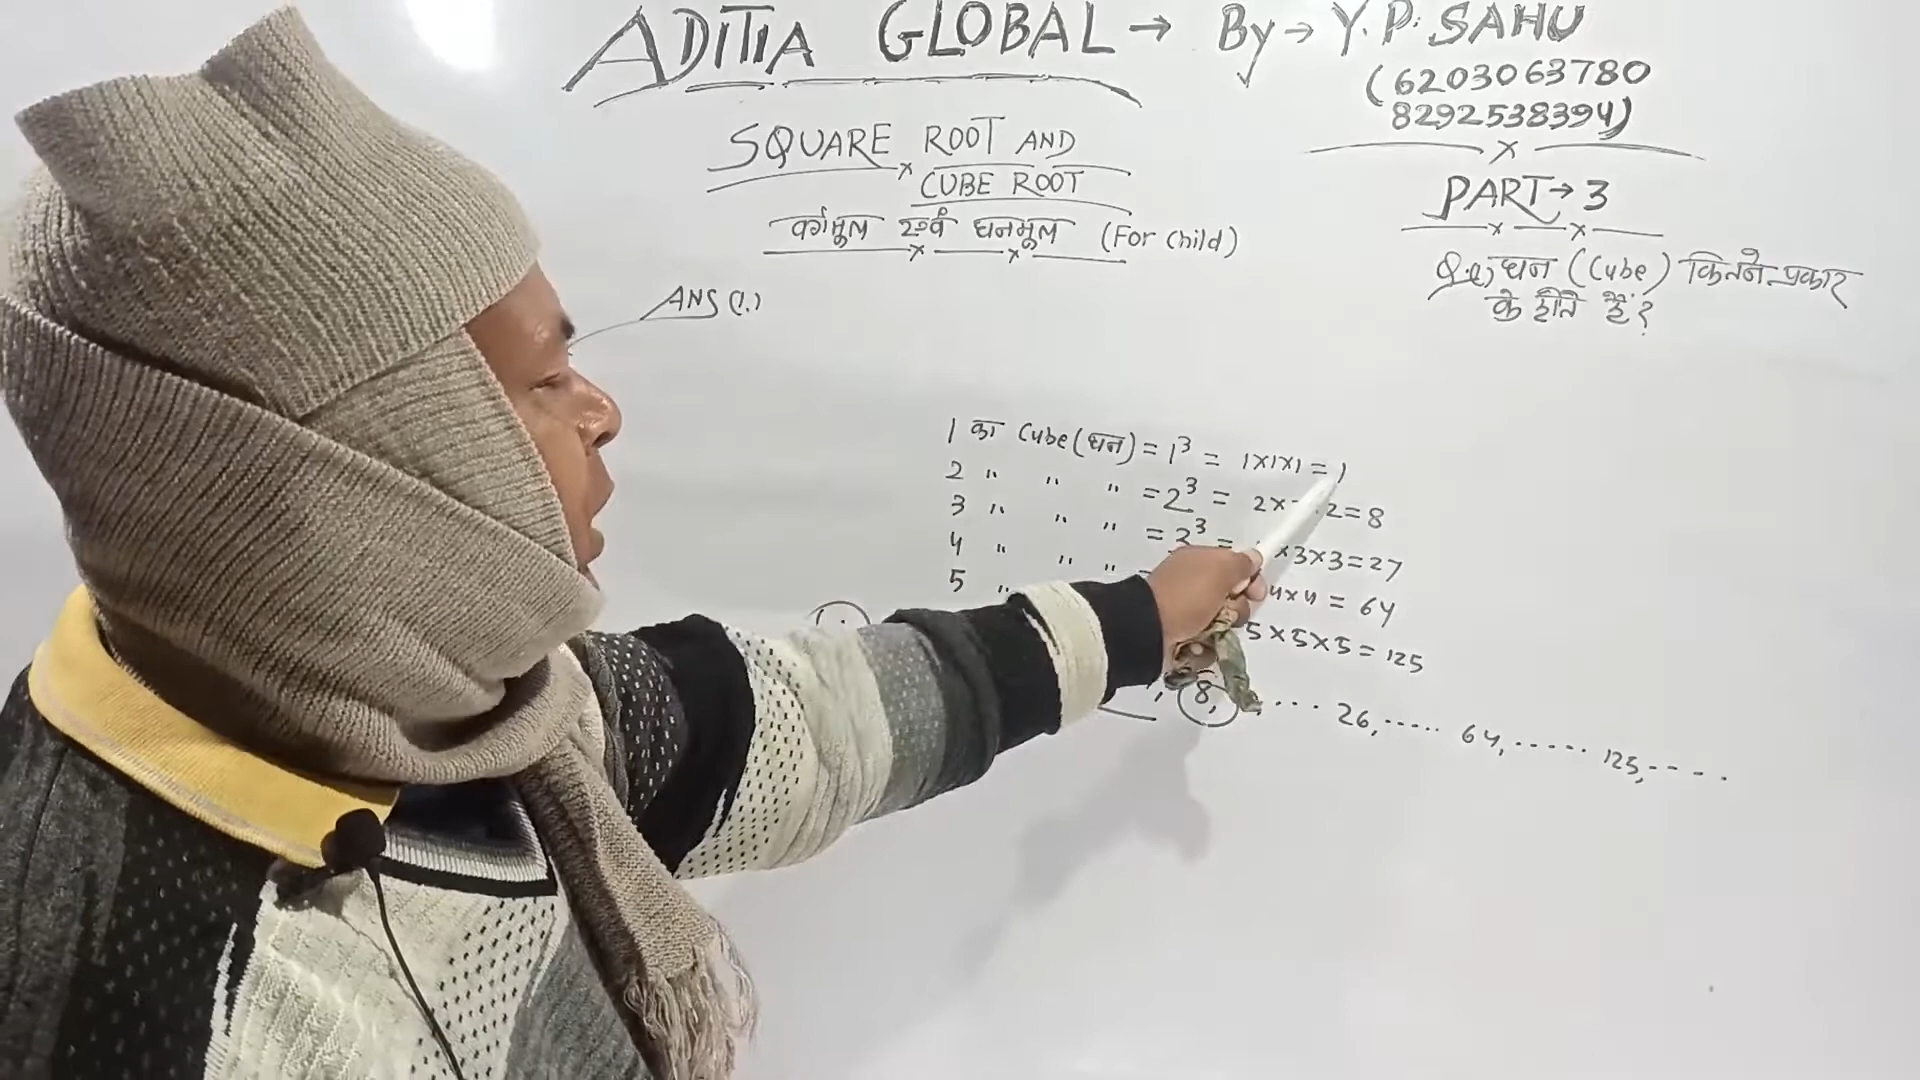 ADITIA GLOBAL → By → Y.P. SAHU
(6203063780
8292538394)
SQUARE ROOT AND
CUBE ROOT
वर्गमूल एवं घनमूल (For child)
PART → 3
घन (Cube) कितने प्रकार
के होते हैं?
ANS (1.)
1 का Cube (घन) = 1³ = 1×1×1 = 1
2 " " " = 2³ = 2× 2 = 8
3 " " " = 3³ = ×3×3 = 27
4 " " " 4×4 = 64
5 " 5×5×5 = 125
8, .... 26, ..... 64, ..... 125, ----